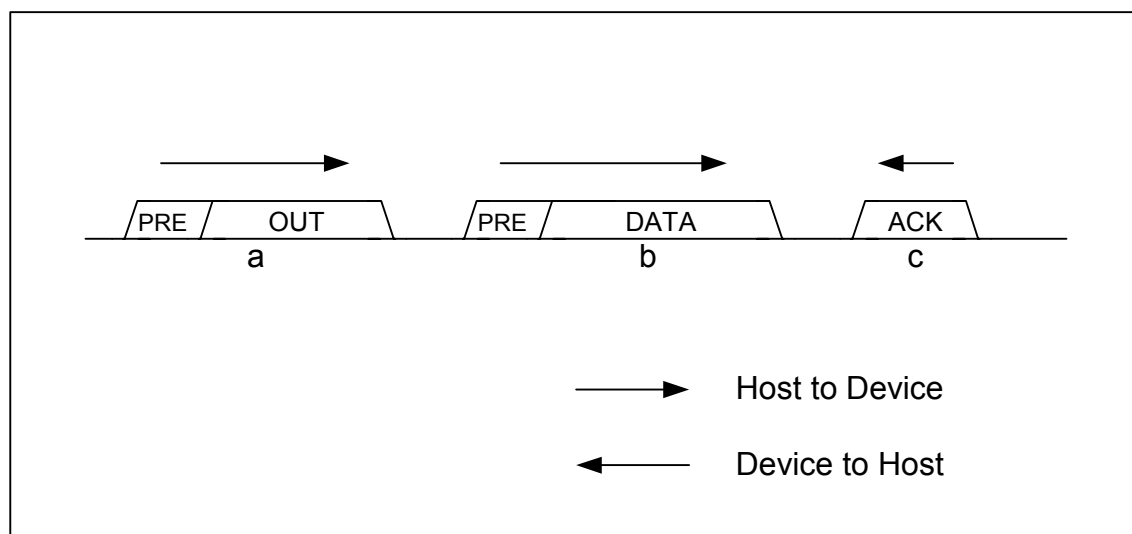 PRE OUT PRE DATA ACK
a b c
Host to Device
Device to Host